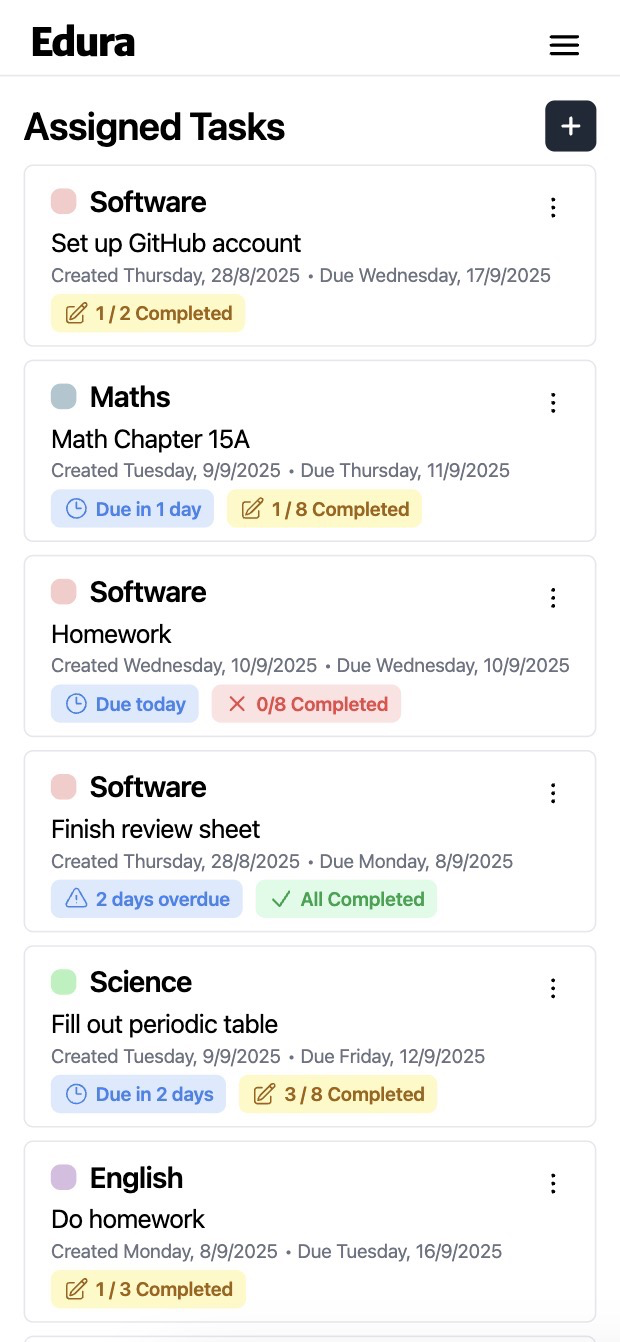 Edura
Assigned Tasks
Software
Set up GitHub account
Created Thursday, 28/8/2025 • Due Wednesday, 17/9/2025
1 / 2 Completed
Maths
Math Chapter 15A
Created Tuesday, 9/9/2025 • Due Thursday, 11/9/2025
Due in 1 day 1 / 8 Completed
Software
Homework
Created Wednesday, 10/9/2025 • Due Wednesday, 10/9/2025
Due today 0/8 Completed
Software
Finish review sheet
Created Thursday, 28/8/2025 • Due Monday, 8/9/2025
2 days overdue All Completed
Science
Fill out periodic table
Created Tuesday, 9/9/2025 • Due Friday, 12/9/2025
Due in 2 days 3 / 8 Completed
English
Do homework
Created Monday, 8/9/2025 • Due Tuesday, 16/9/2025
1 / 3 Completed